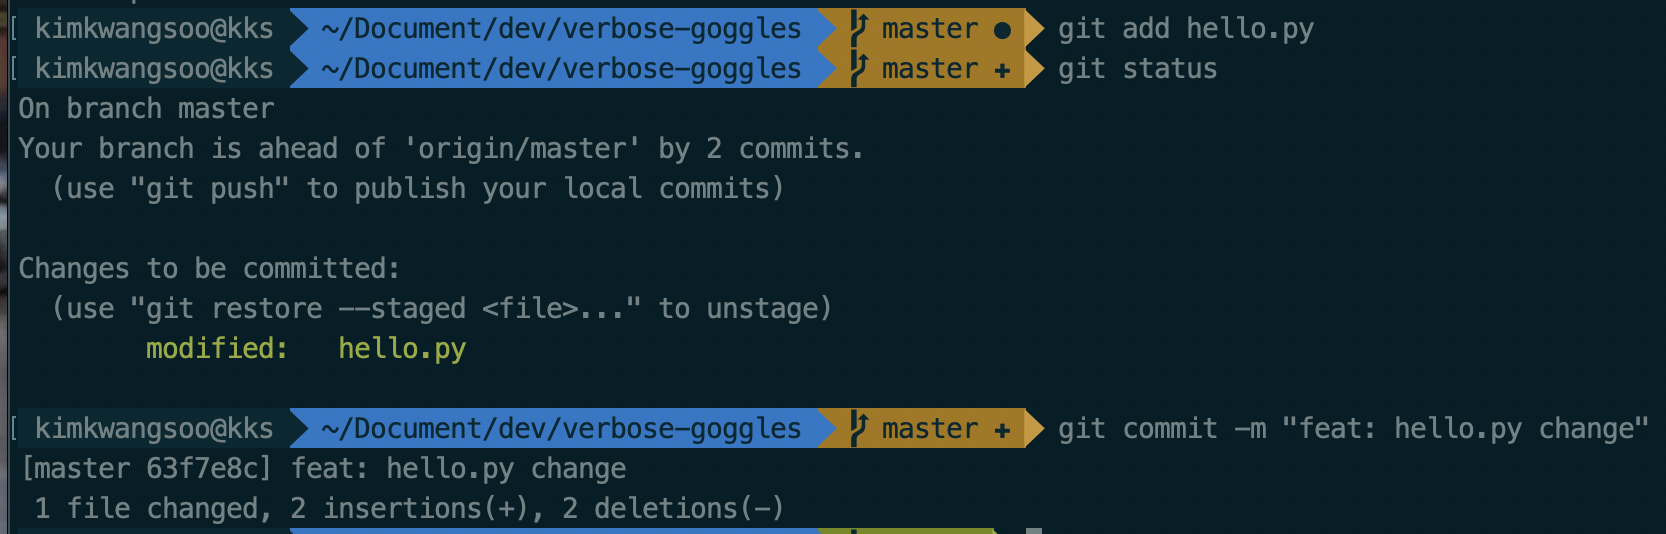 [ kimkwangsoo@kks ~/Document/dev/verbose-goggles master ● git add hello.py
[ kimkwangsoo@kks ~/Document/dev/verbose-goggles master + git status
On branch master
Your branch is ahead of 'origin/master' by 2 commits.
(use "git push" to publish your local commits)
Changes to be committed:
(use "git restore --staged <file>..." to unstage)
modified: hello.py
[ kimkwangsoo@kks ~/Document/dev/verbose-goggles master + git commit -m "feat: hello.py change"
[master 63f7e8c] feat: hello.py change
1 file changed, 2 insertions(+), 2 deletions(-)